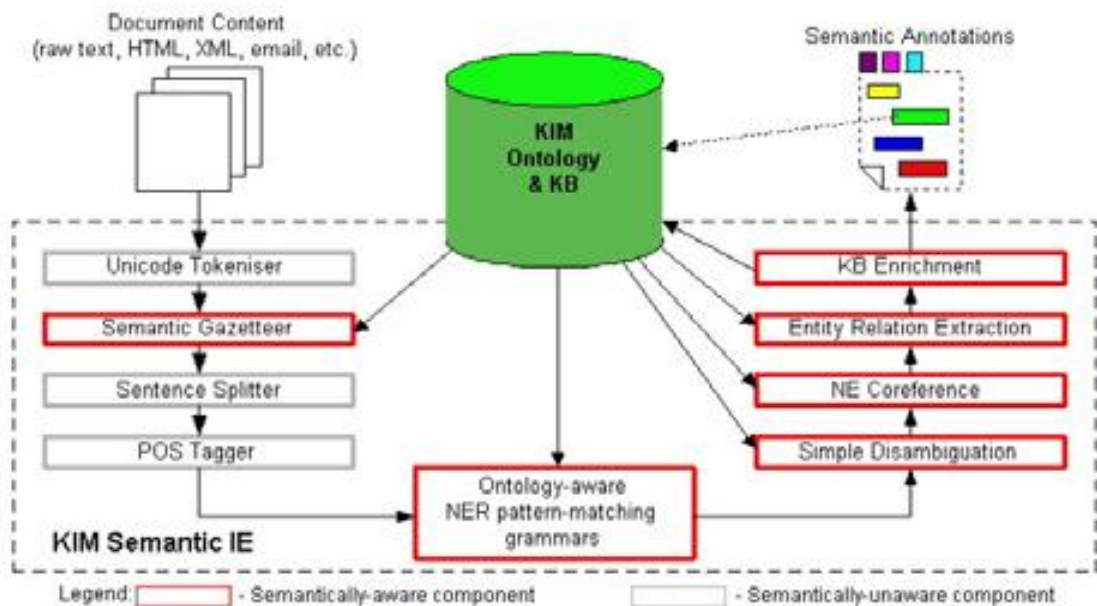 Document Content
(raw text, HTML, XML, email, etc.)
Semantic Annotations
KIM
Ontology
& KB
Unicode Tokeniser
KB Enrichment
Semantic Gazetteer
Entity Relation Extraction
Sentence Splitter
NE Coreference
POS Tagger
Simple Disambiguation
Ontology-aware
NER pattern-matching
grammars
KIM Semantic IE
Legend: - Semantically-aware component - Semantically-unaware component